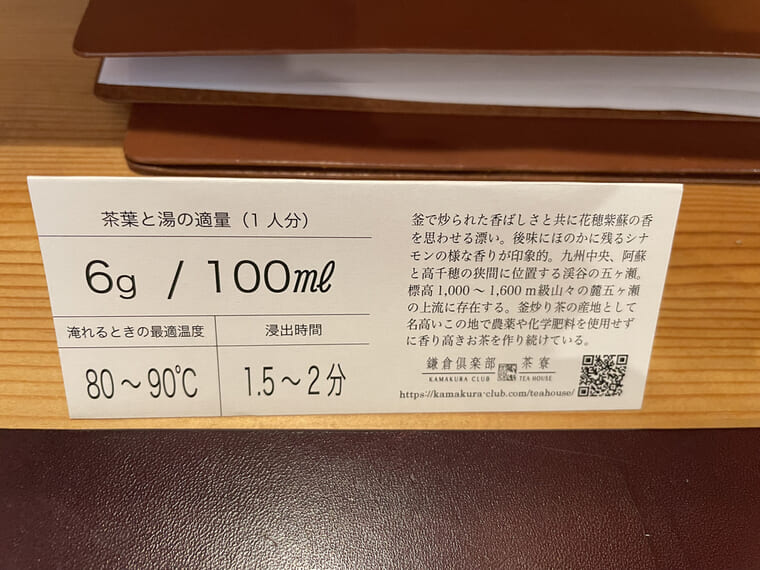 茶葉と湯の適量（1人分）
6g / 100㎖
淹れるときの最適温度
浸出時間
80〜90℃
1.5〜2分
釜で炒られた香ばしさと共に花穂紫蘇の香
を思わせる漂い。後味にほのかに残るシナ
モンの様な香りが印象的。九州中央、阿蘇
と高千穂の狭間に位置する渓谷の五ヶ瀬。
標高1,000〜1,600m級山々の麓五ヶ瀬
の上流に存在する。釜炒り茶の産地として
名高いこの地で農薬や化学肥料を使用せず
に香り高きお茶を作り続けている。
鎌倉倶楽部 茶寮
KAMAKURA CLUB TEA HOUSE
https://kamakura-club.com/teahouse/